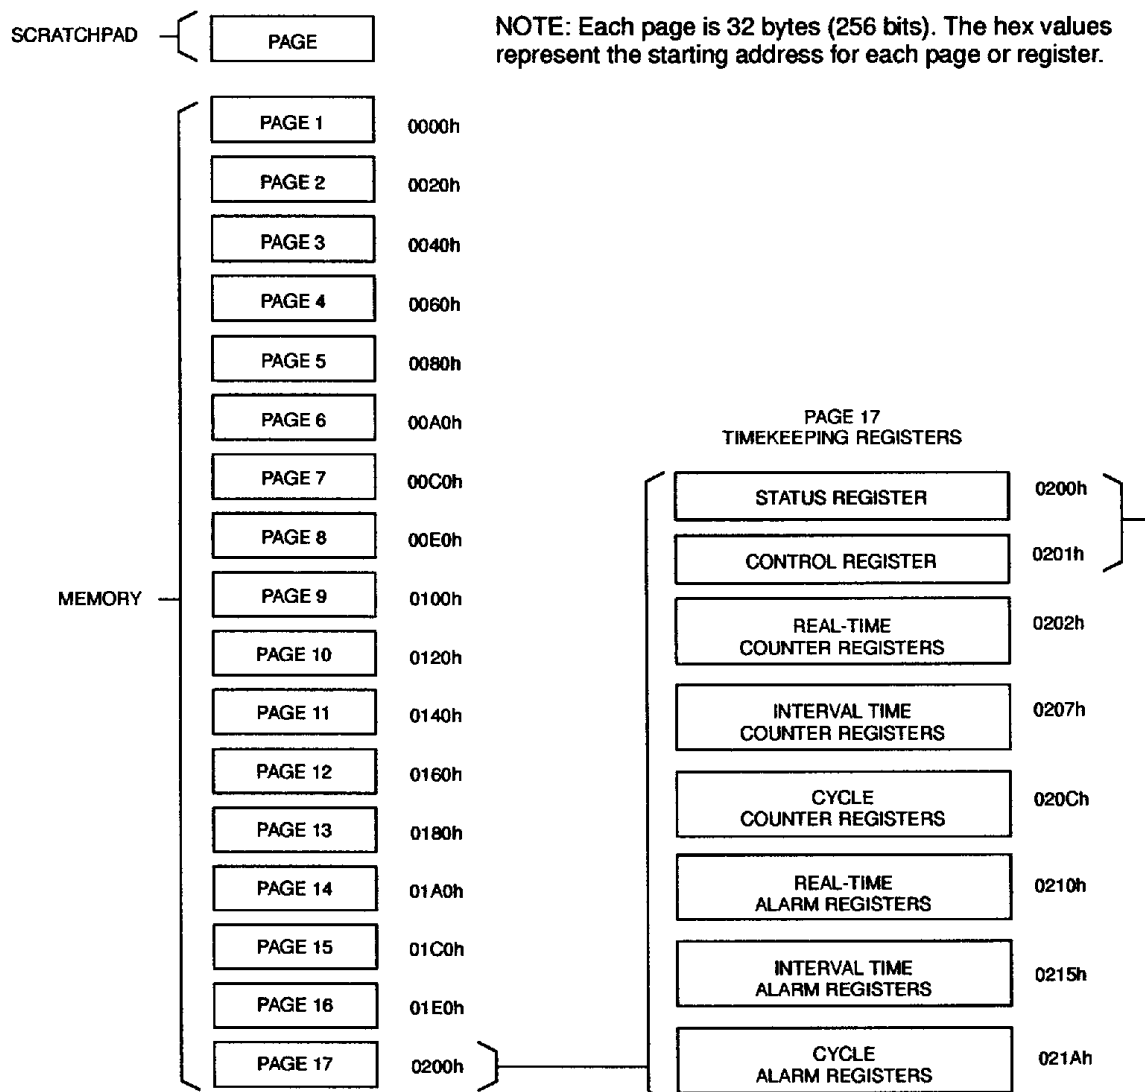 SCRATCHPAD
PAGE
NOTE: Each page is 32 bytes (256 bits). The hex values
represent the starting address for each page or register.
PAGE 1 0000h
PAGE 2 0020h
PAGE 3 0040h
PAGE 4 0060h
PAGE 5 0080h
PAGE 6 00A0h
PAGE 7 00C0h
PAGE 8 00E0h
MEMORY
PAGE 9 0100h
PAGE 10 0120h
PAGE 11 0140h
PAGE 12 0160h
PAGE 13 0180h
PAGE 14 01A0h
PAGE 15 01C0h
PAGE 16 01E0h
PAGE 17 0200h
PAGE 17
TIMEKEEPING REGISTERS
STATUS REGISTER 0200h
CONTROL REGISTER 0201h
REAL-TIME
COUNTER REGISTERS 0202h
INTERVAL TIME
COUNTER REGISTERS 0207h
CYCLE
COUNTER REGISTERS 020Ch
REAL-TIME
ALARM REGISTERS 0210h
INTERVAL TIME
ALARM REGISTERS 0215h
CYCLE
ALARM REGISTERS 021Ah